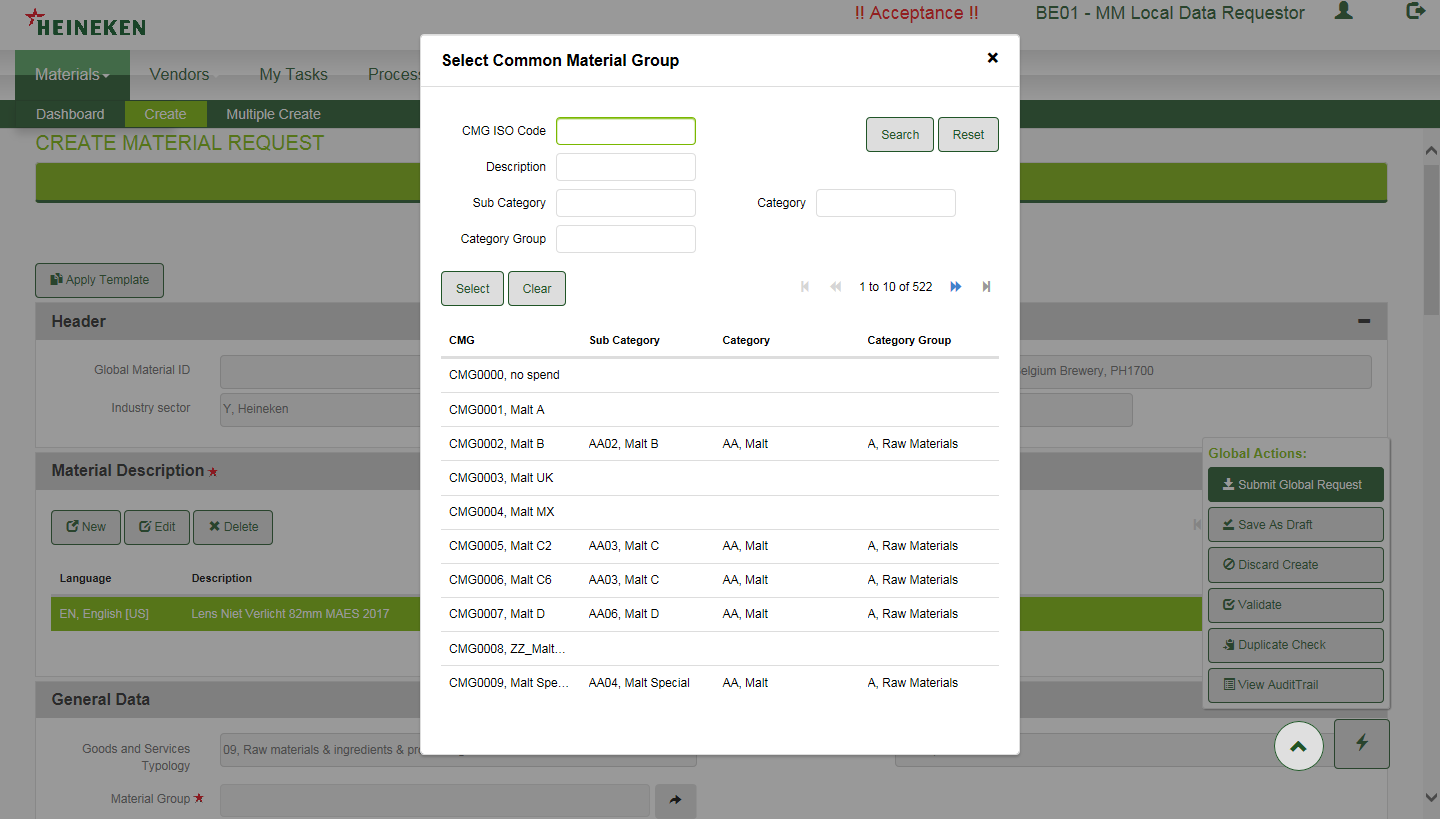 HEINEKEN
!! Acceptance !!
BE01 - MM Local Data Requestor
Materials
Vendors
My Tasks
Dashboard
Create
Multiple Create
CREATE MATERIAL REQUEST
Apply Template
Header
Global Material ID
Belgium Brewery, PH1700
Industry sector
Y, Heineken
Material Description
New
Edit
Delete
Language
Description
EN, English [US]
Lens Niet Verlicht 82mm MAES 2017
General Data
Goods and Services
Typology
09, Raw materials & ingredients &
Material Group
Select Common Material Group
CMG ISO Code
Search
Reset
Description
Sub Category
Category
Category Group
Select
Clear
1 to 10 of 522
CMG Sub Category Category Category Group
CMG0000, no spend
CMG0001, Malt A
CMG0002, Malt B AA02, Malt B AA, Malt A, Raw Materials
CMG0003, Malt UK
CMG0004, Malt MX
CMG0005, Malt C2 AA03, Malt C AA, Malt A, Raw Materials
CMG0006, Malt C6 AA03, Malt C AA, Malt A, Raw Materials
CMG0007, Malt D AA06, Malt D AA, Malt A, Raw Materials
CMG0008, ZZ_Malt...
CMG0009, Malt Spe... AA04, Malt Special AA, Malt A, Raw Materials
Global Actions:
Submit Global Request
Save As Draft
Discard Create
Validate
Duplicate Check
View AuditTrail